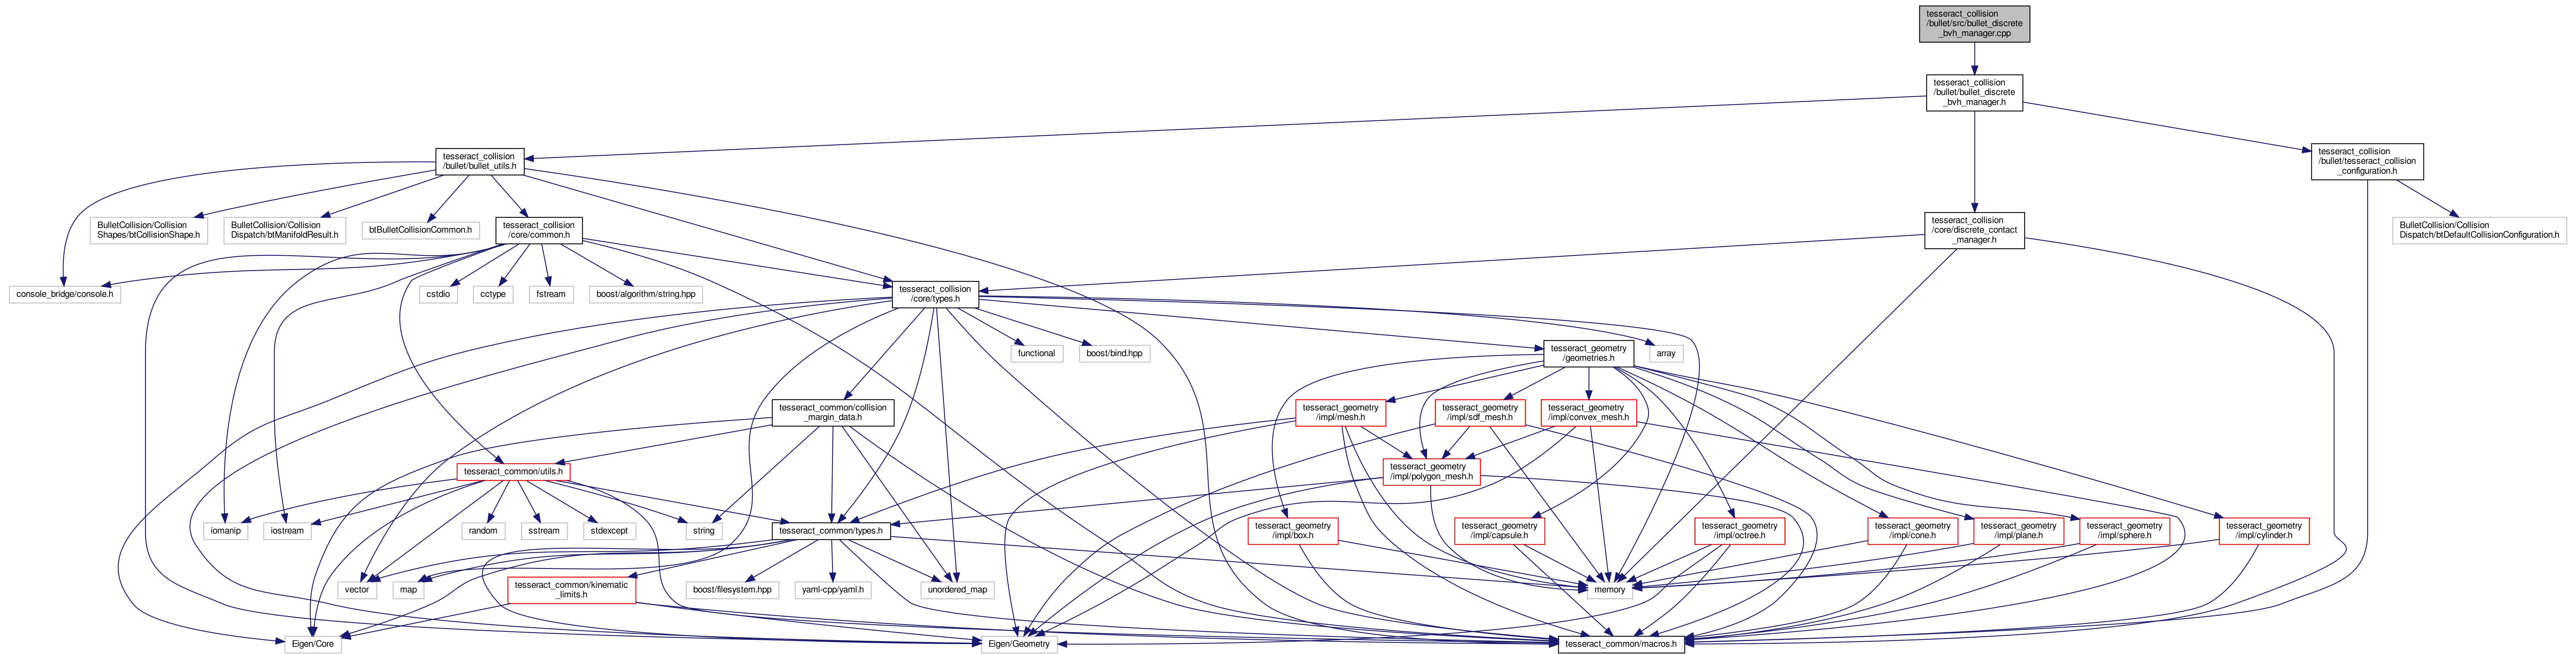 tesseract_collision
/bullet/src/bullet_discrete
_bvh_manager.cpp
tesseract_collision
/bullet/bullet_discrete
_bvh_manager.h
tesseract_collision
/bullet/bullet_utils.h
tesseract_collision
/bullet/tesseract_collision
_configuration.h
BulletCollision/Collision
Shapes/btCollisionShape.h
BulletCollision/Collision
Dispatch/btManifoldResult.h
btBulletCollisionCommon.h
tesseract_collision
/core/common.h
tesseract_collision
/core/discrete_contact
_manager.h
BulletCollision/Collision
Dispatch/btDefaultCollisionConfiguration.h
console_bridge/console.h
cstdio
cctype
fstream
boost/algorithm/string.hpp
tesseract_collision
/core/types.h
functional
boost/bind.hpp
tesseract_geometry
/geometries.h
array
tesseract_common/collision
_margin_data.h
tesseract_geometry
/impl/mesh.h
tesseract_geometry
/impl/sdf_mesh.h
tesseract_geometry
/impl/convex_mesh.h
tesseract_common/utils.h
tesseract_geometry
/impl/polygon_mesh.h
iomanip
iostream
random
sstream
stdexcept
string
tesseract_common/types.h
tesseract_geometry
/impl/box.h
tesseract_geometry
/impl/capsule.h
tesseract_geometry
/impl/octree.h
tesseract_geometry
/impl/cone.h
tesseract_geometry
/impl/plane.h
tesseract_geometry
/impl/sphere.h
tesseract_geometry
/impl/cylinder.h
vector
map
tesseract_common/kinematic
_limits.h
boost/filesystem.hpp
yaml-cpp/yaml.h
unordered_map
memory
Eigen/Core
Eigen/Geometry
tesseract_common/macros.h